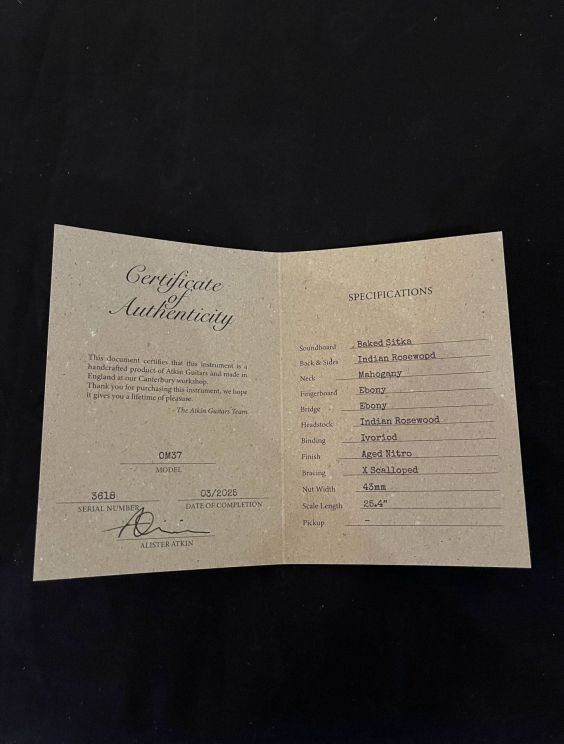 Certificate
of
Authenticity
This document certifies that this instrument is a
handcrafted product of Atkin Guitars and made in
England at our Canterbury workshop.
Thank you for purchasing this instrument, we hope
it gives you a lifetime of pleasure.
- The Atkin Guitars Team
OM37
MODEL
3618
SERIAL NUMBER
03/2025
DATE OF COMPLETION
ALISTER ATKIN
SPECIFICATIONS
Soundboard Baked Sitka
Back & Sides Indian Rosewood
Neck Mahogany
Fingerboard Ebony
Bridge Ebony
Headstock Indian Rosewood
Binding Ivoriod
Finish Aged Nitro
Bracing X Scalloped
Nut Width 43mm
Scale Length 25.4"
Pickup –